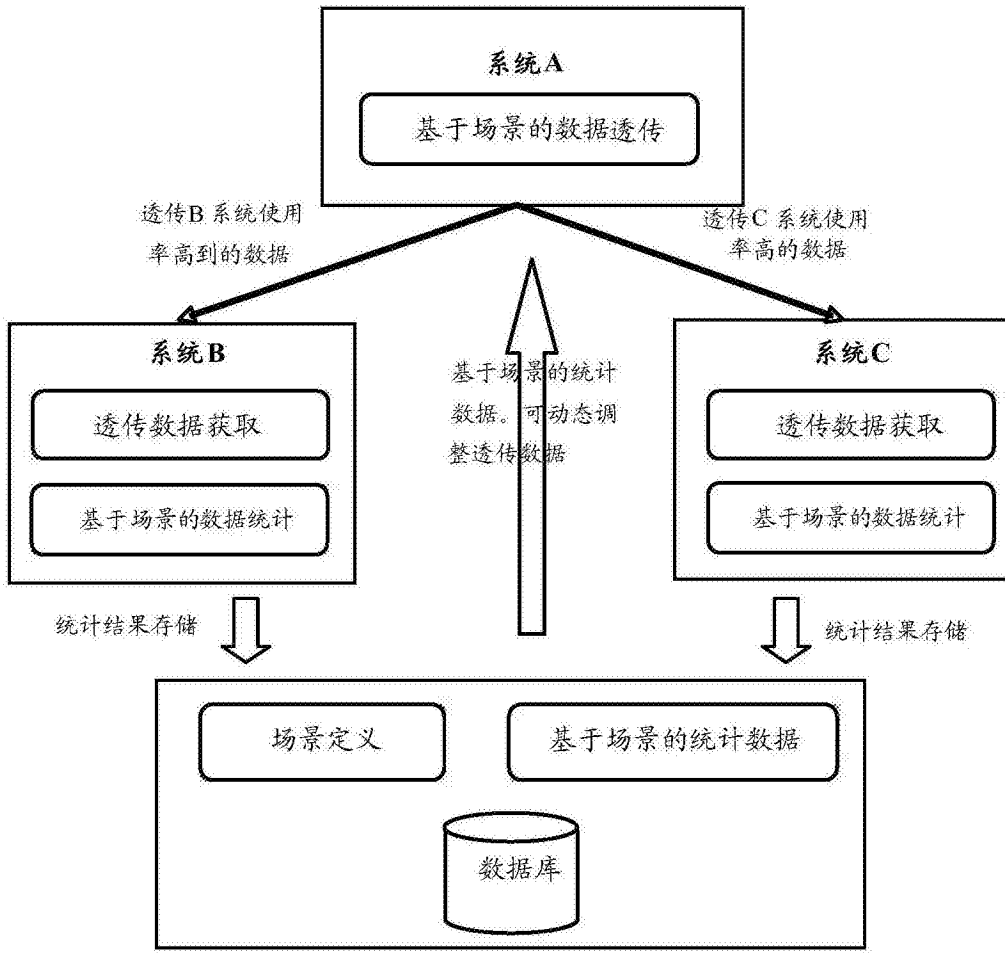 系统A
基于场景的数据透传
透传B 系统使用
率高到的数据
透传C 系统使用
率高的数据
系统B
透传数据获取
基于场景的数据统计
基于场景的统计
数据。可动态调
整透传数据
系统C
透传数据获取
基于场景的数据统计
统计结果存储
统计结果存储
场景定义
基于场景的统计数据
数据库